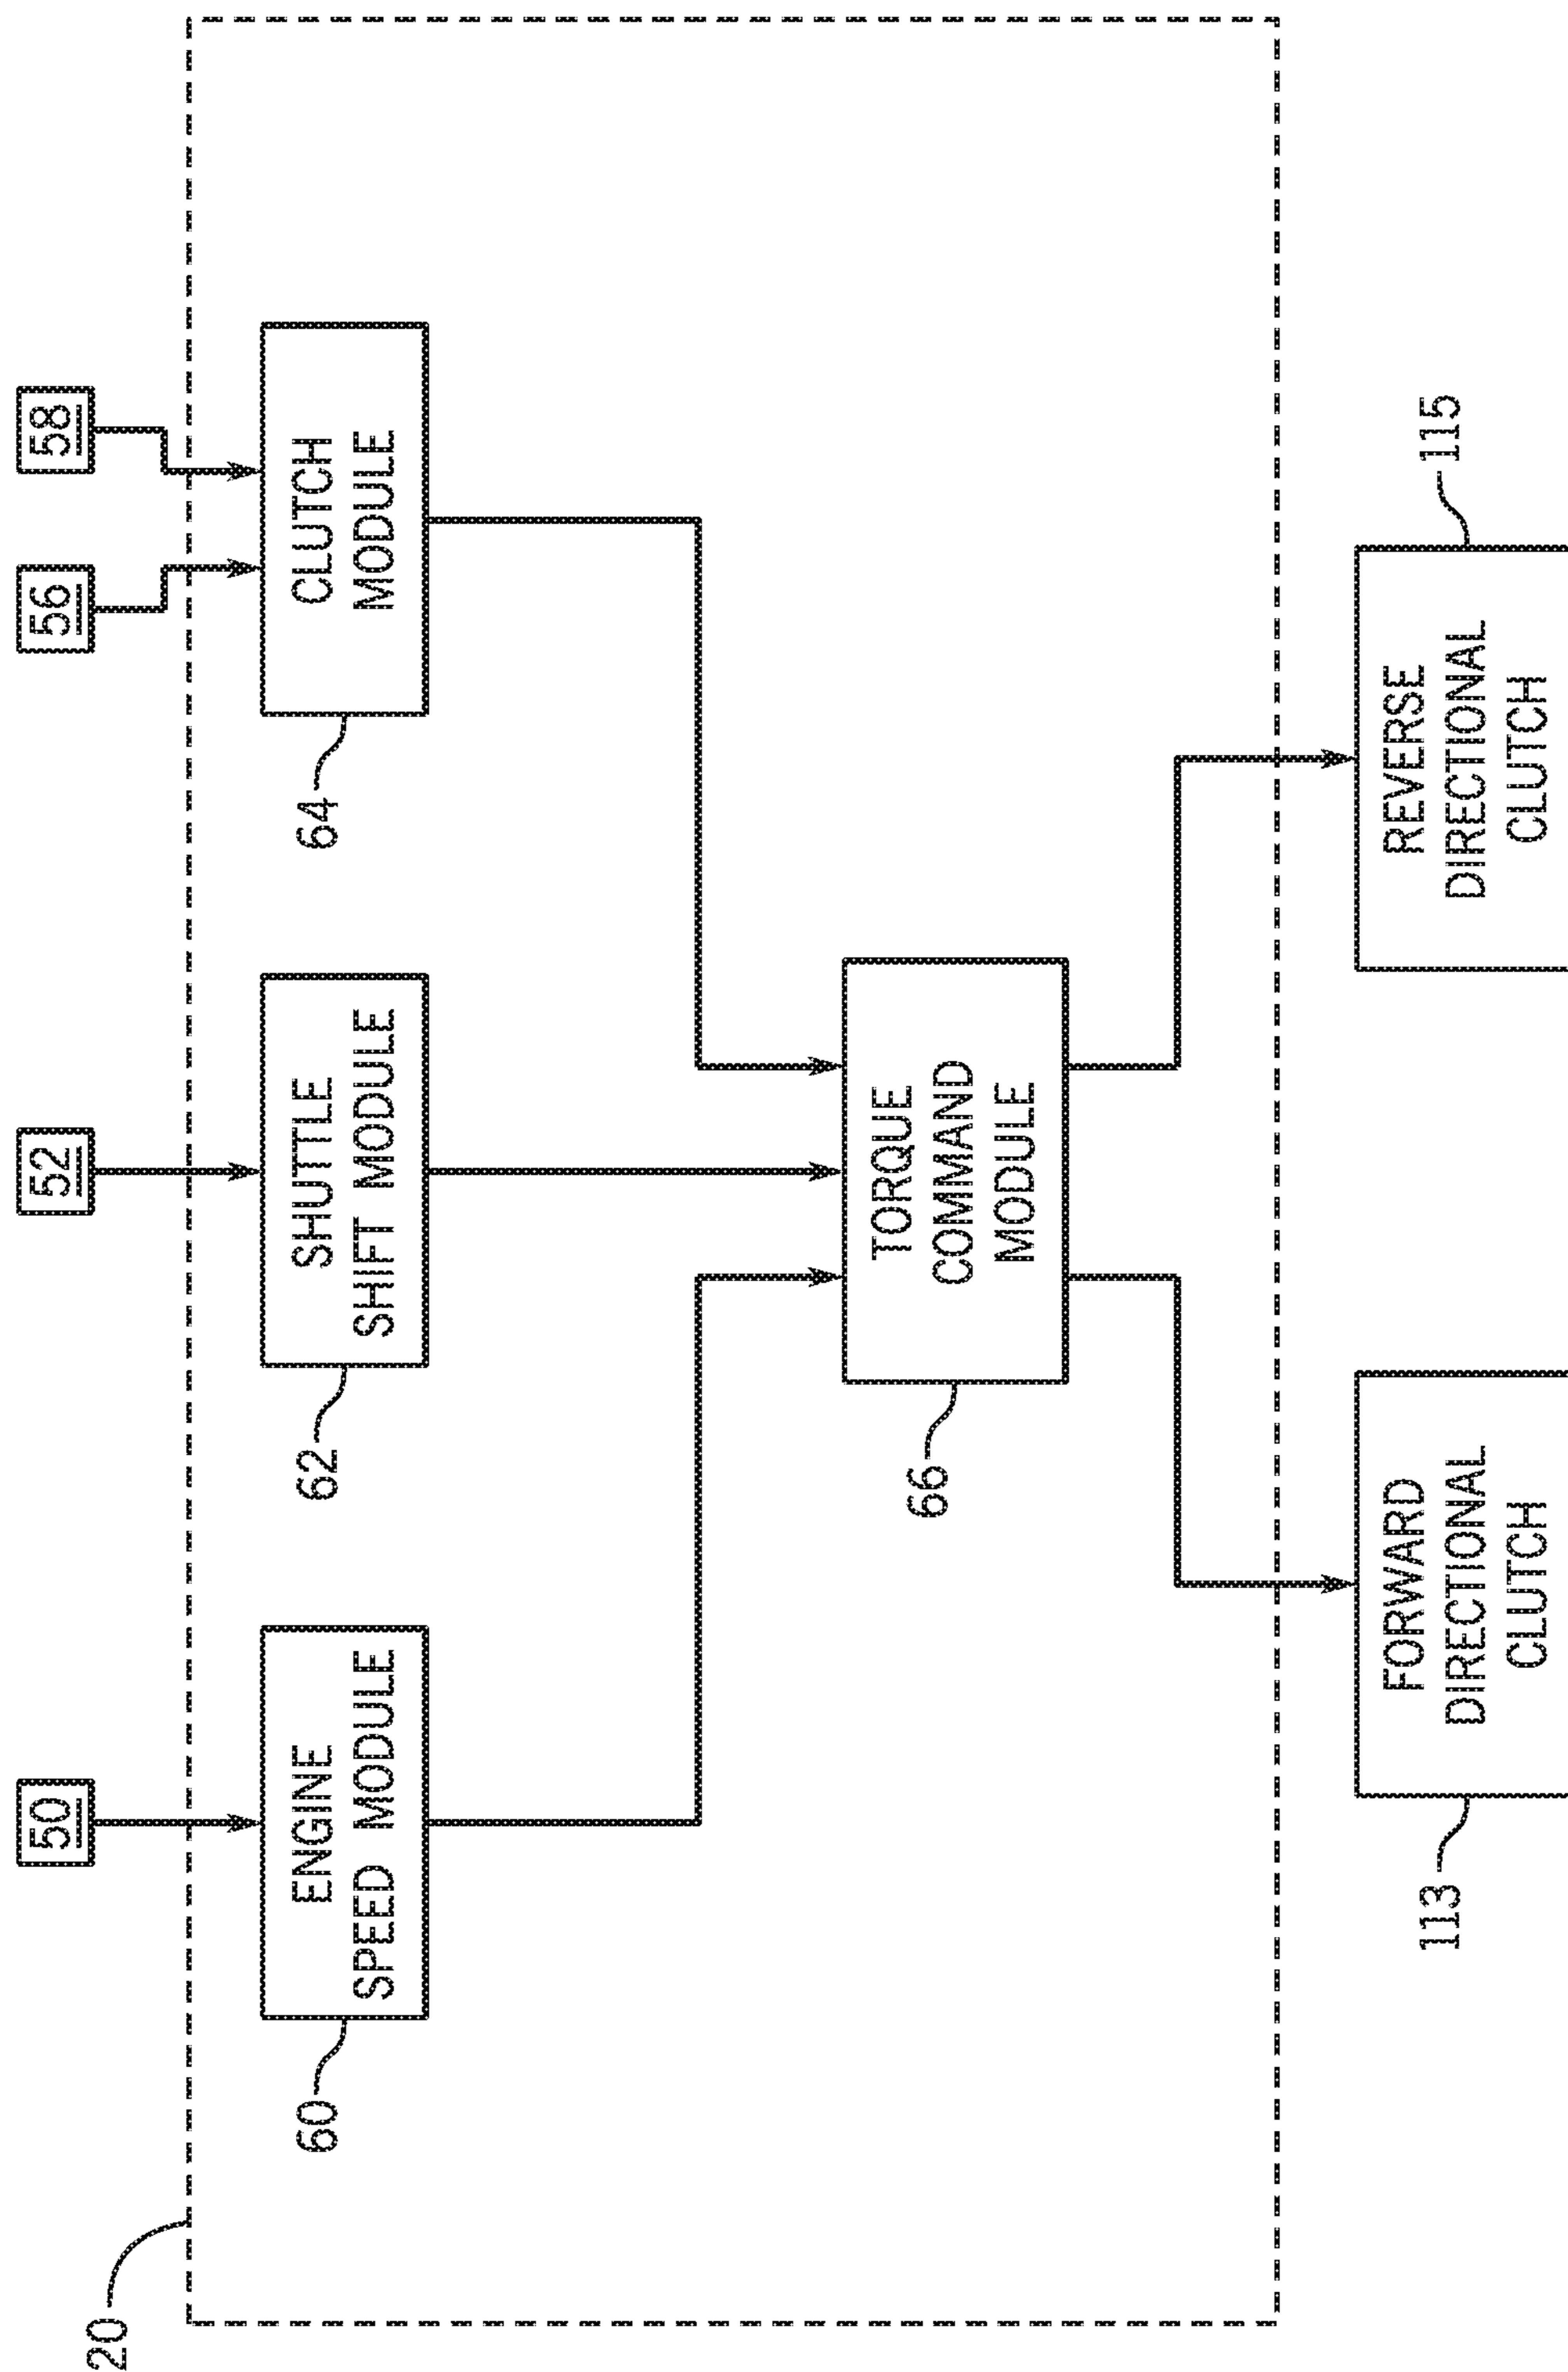 20
50
52
56
58
ENGINE
SPEED MODULE
60
SHUTTLE
SHIFT MODULE
62
CLUTCH
MODULE
64
TORQUE
COMMAND
MODULE
66
FORWARD
DIRECTIONAL
CLUTCH
113
REVERSE
DIRECTIONAL
CLUTCH
115